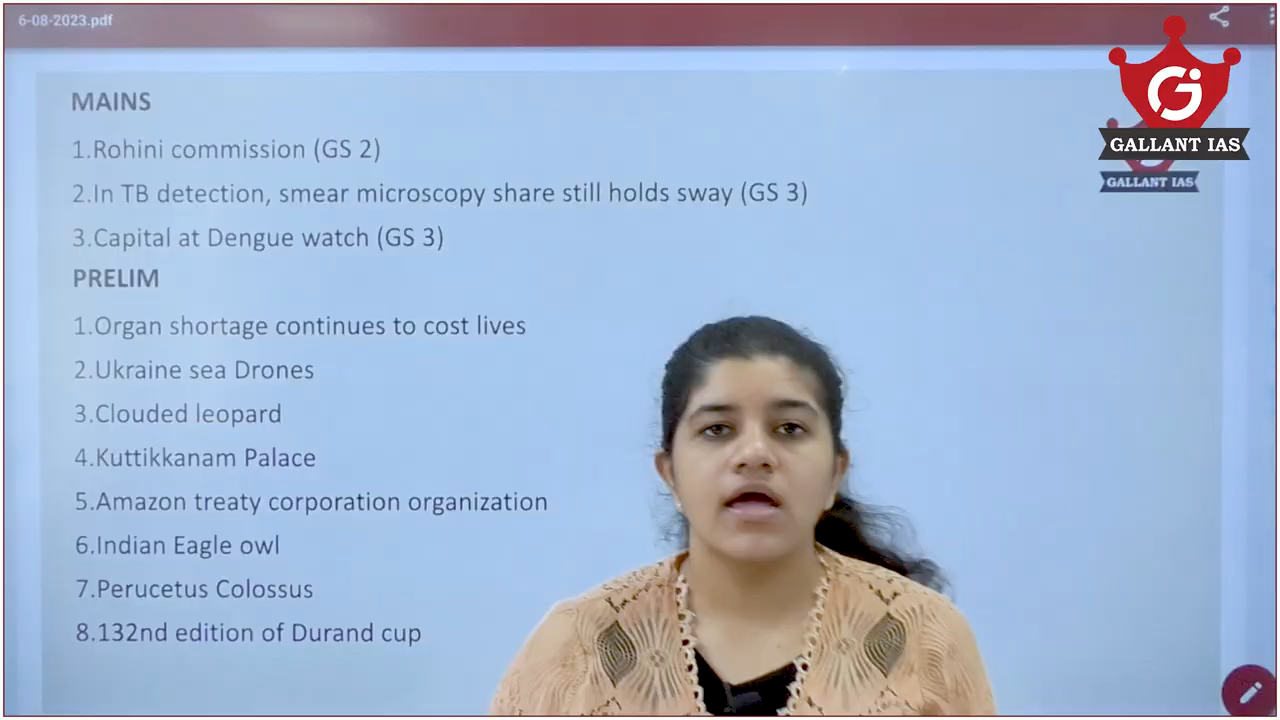 6-08-2023.pdf
MAINS
1.Rohini commission (GS 2)
2.In TB detection, smear microscopy share still holds sway (GS 3)
3.Capital at Dengue watch (GS 3)
PRELIM
1.Organ shortage continues to cost lives
2.Ukraine sea Drones
3.Clouded leopard
4.Kuttikkanam Palace
5.Amazon treaty corporation organization
6.Indian Eagle owl
7.Perucetus Colossus
8.132nd edition of Durand cup
G
GALLANT IAS
GALLANT IAS